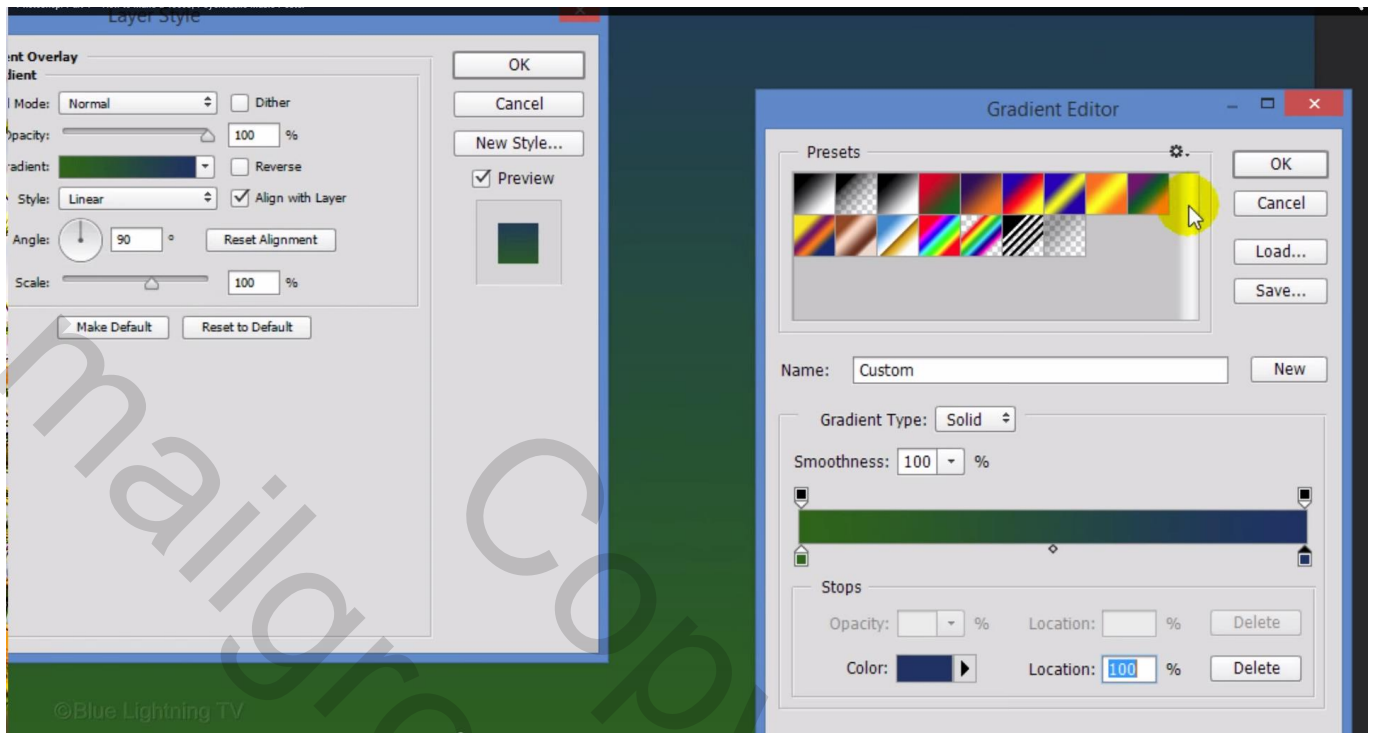 Layer Style
ent Overlay
dient
l Mode: Normal Dither
Opacity: 100 %
radient: Reverse
Style: Linear Align with Layer
Angle: 90 ° Reset Alignment
Scale: 100 %
Make Default Reset to Default
OK
Cancel
New Style...
Preview
Gradient Editor
Presets
OK
Cancel
Load...
Save...
Name: Custom New
Gradient Type: Solid
Smoothness: 100 %
Stops
Opacity: % Location: % Delete
Color: Location: 100 % Delete
©Blue Lightning TV
mailgro
Cop